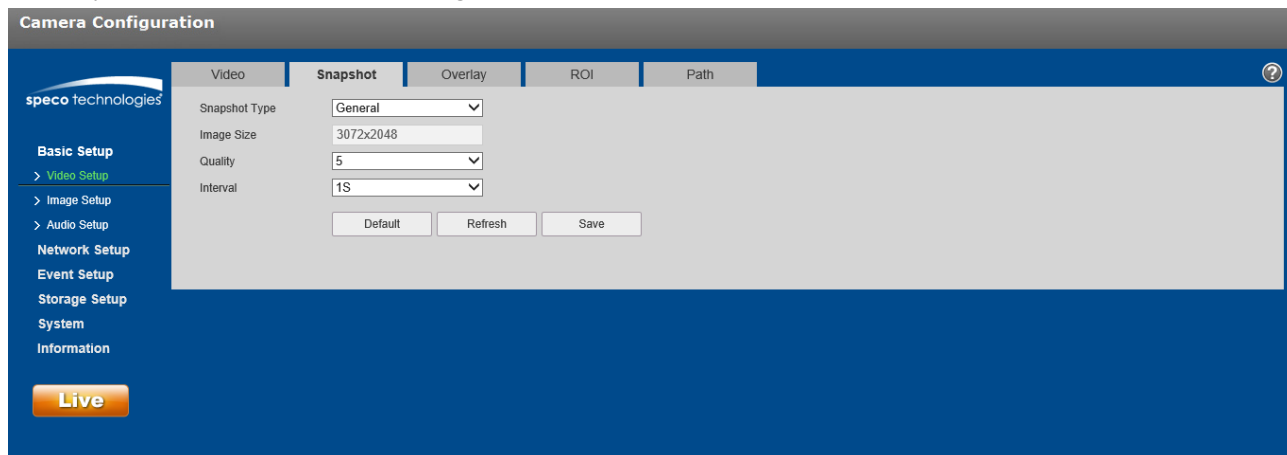 Camera Configuration
speco technologies
Video Snapshot Overlay ROI Path
?
Snapshot Type General
Image Size 3072x2048
Quality 5
Interval 1S
Default Refresh Save
Basic Setup
> Video Setup
> Image Setup
> Audio Setup
Network Setup
Event Setup
Storage Setup
System
Information
Live